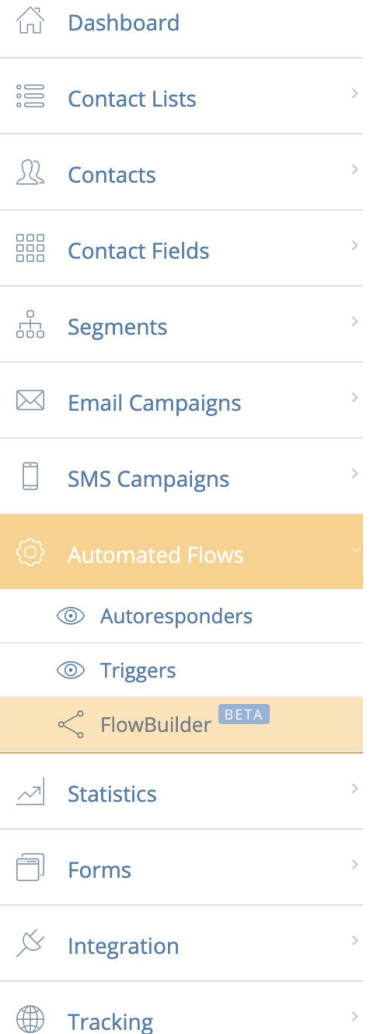 Dashboard
Contact Lists
Contacts
Contact Fields
Segments
Email Campaigns
SMS Campaigns
Automated Flows
Autoresponders
Triggers
FlowBuilder BETA
Statistics
Forms
Integration
Tracking